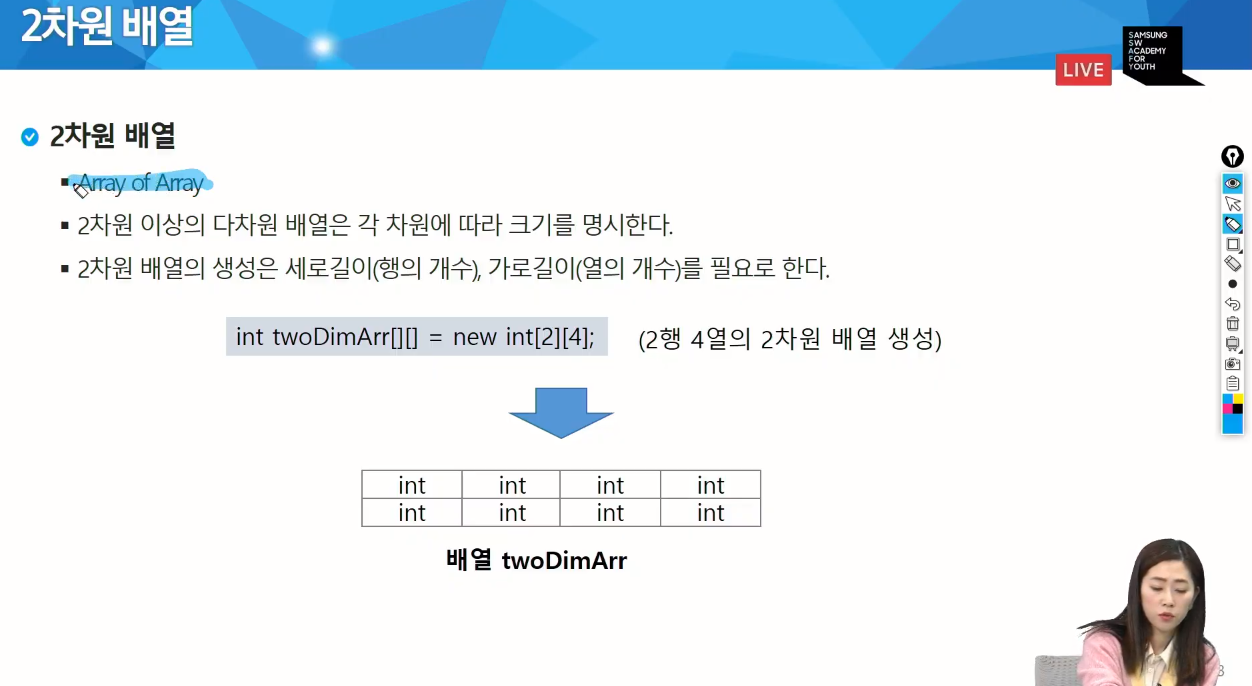 2차원 배열
SAMSUNG
SW
ACADEMY
FOR
YOUTH
LIVE
2차원 배열
Array of Array
2차원 이상의 다차원 배열은 각 차원에 따라 크기를 명시한다.
2차원 배열의 생성은 세로길이(행의 개수), 가로길이(열의 개수)를 필요로 한다.
int twoDimArr[][] = new int[2][4]; (2행 4열의 2차원 배열 생성)
int int int int
int int int int
배열 twoDimArr